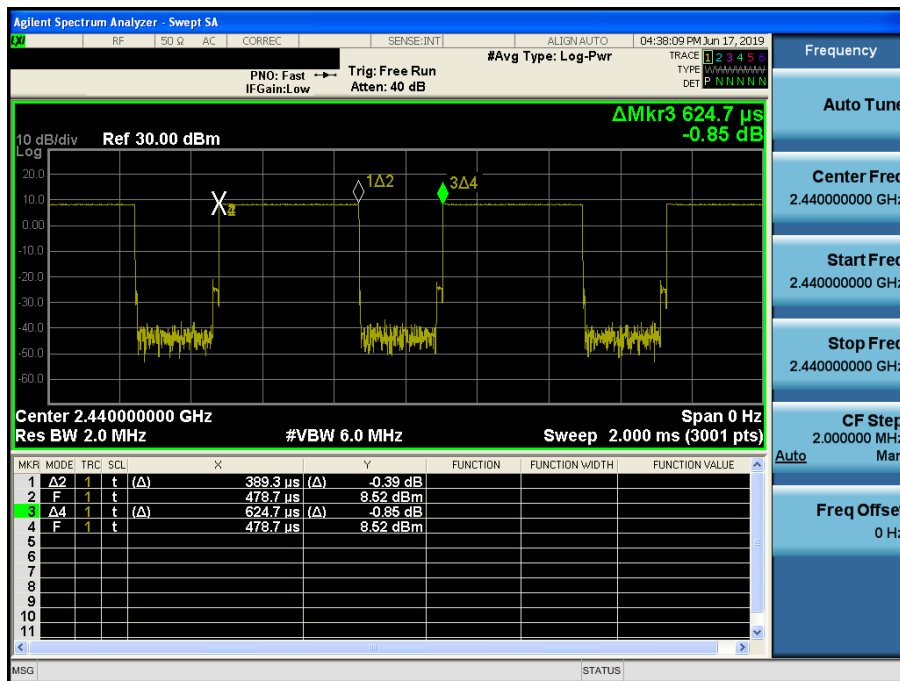 Agilent Spectrum Analyzer - Swept SA
LXI RF 50 Ω AC CORREC SENSE:INT ALIGN AUTO 04:38:09 PM Jun 17, 2019
PNO: Fast Trig: Free Run #Avg Type: Log-Pwr TRACE 1 2 3 4 5 6
IFGain:Low Atten: 40 dB TYPE
DET P N N N N N
Frequency
ΔMkr3 624.7 µs
-0.85 dB
10 dB/div Ref 30.00 dBm
Log
20.0
10.0
0.00
-10.0
-20.0
-30.0
-40.0
-50.0
-60.0
1Δ2
3Δ4
Center 2.440000000 GHz Span 0 Hz
Res BW 2.0 MHz #VBW 6.0 MHz Sweep 2.000 ms (3001 pts)
MKR MODE TRC SCL X Y FUNCTION FUNCTION WIDTH FUNCTION VALUE
1 Δ2 1 t (Δ) 389.3 µs (Δ) -0.39 dB
2 F 1 t 478.7 µs 8.52 dBm
3 Δ4 1 t (Δ) 624.7 µs (Δ) -0.85 dB
4 F 1 t 478.7 µs 8.52 dBm
5
6
7
8
9
10
11
MSG STATUS
Auto Tune
Center Freq
2.440000000 GHz
Start Freq
2.440000000 GHz
Stop Freq
2.440000000 GHz
CF Step
2.000000 MHz
Auto Man
Freq Offset
0 Hz